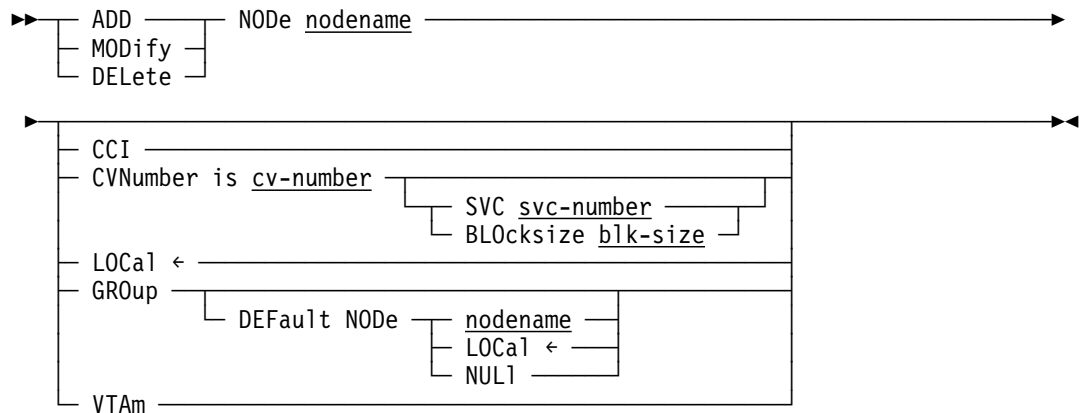 ADD NODe nodename
MODify
DELete
CCI
CVNumber is cv-number
SVC svc-number
BLOcksize blk-size
LOCal ←
GROup
DEFault NODe nodename
LOCal ←
NULl
VTAm